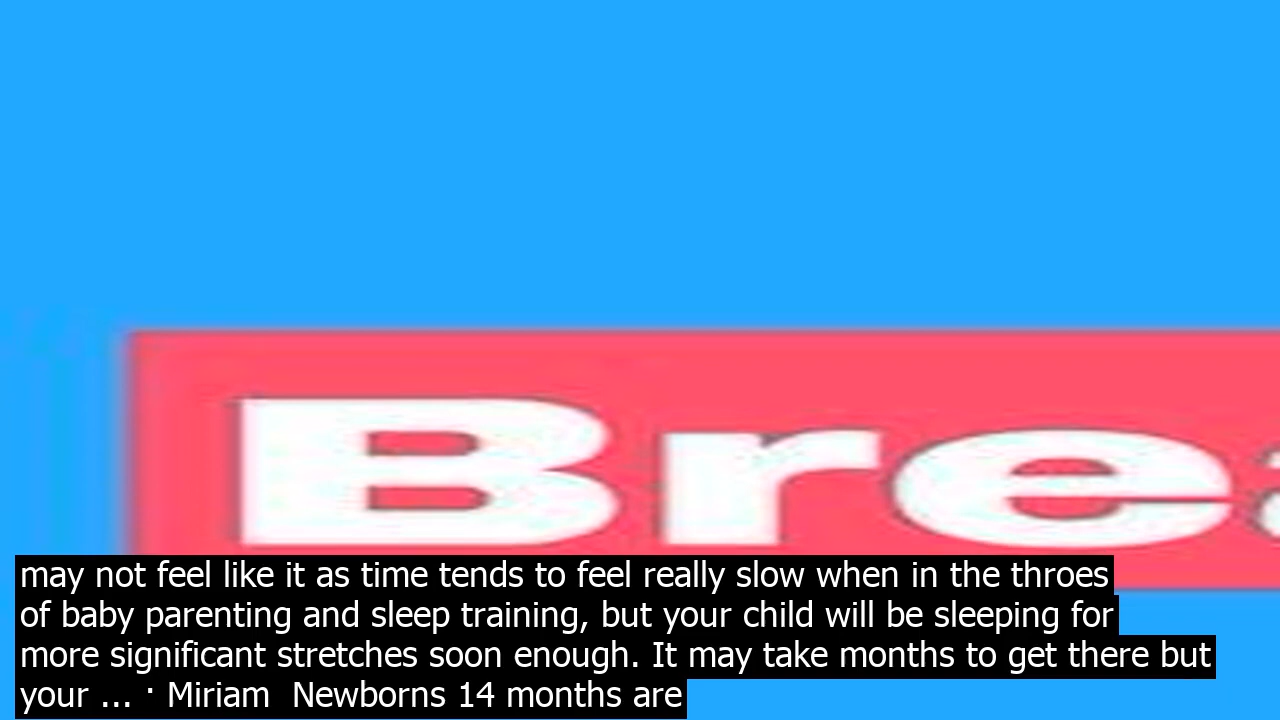 Brea
may not feel like it as time tends to feel really slow when in the throes
of baby parenting and sleep training, but your child will be sleeping for
more significant stretches soon enough. It may take months to get there but
your ... · Miriam  Newborns 14 months are